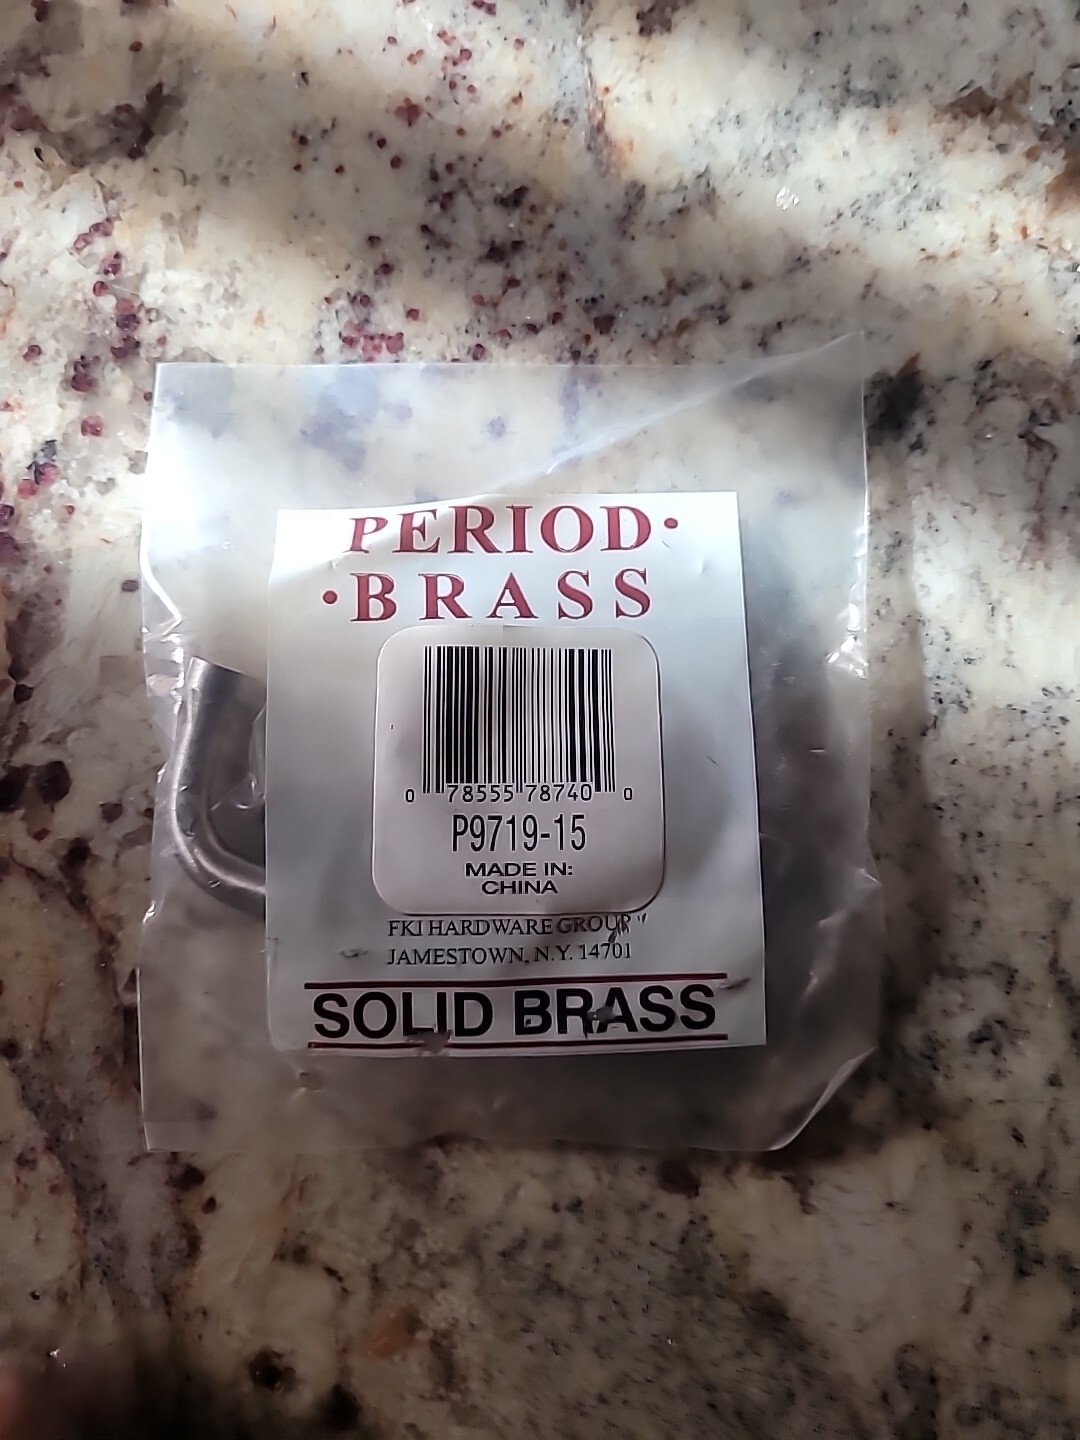 PERIOD·
·BRASS
0 78555 78740 0
P9719-15
MADE IN:
CHINA
FKI HARDWARE GROUP
JAMESTOWN, N.Y. 14701
SOLID BRASS